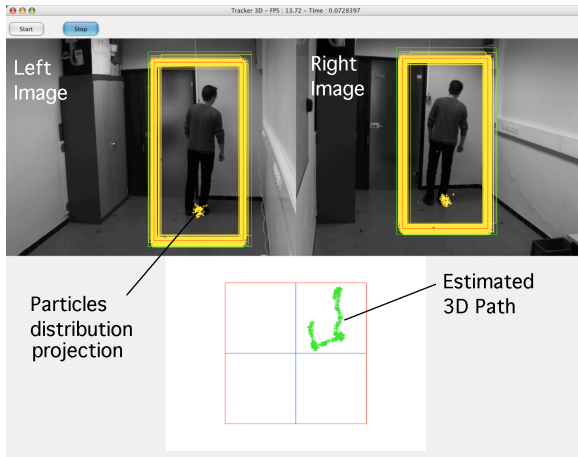 Tracker 3D - FPS : 13.72 - Time : 0.0728397
Start
Stop
Left
Image
Right
Image
Particles
distribution
projection
Estimated
3D Path